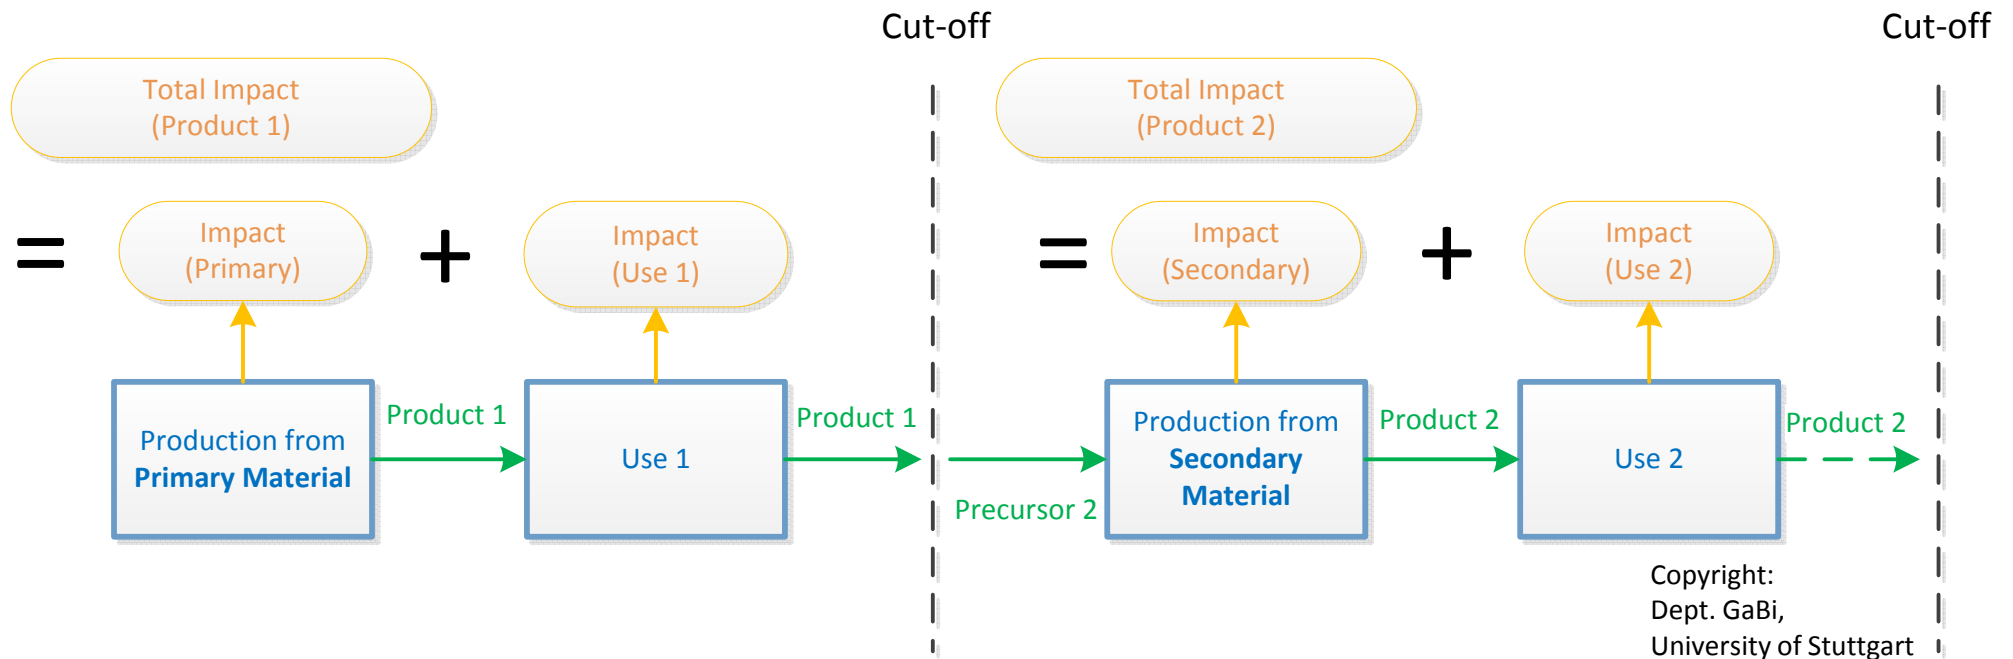 Cut-off
Cut-off
Total Impact
(Product 1)
Total Impact
(Product 2)
=
Impact
(Primary)
+
Impact
(Use 1)
=
Impact
(Secondary)
+
Impact
(Use 2)
Production from
Primary Material
Product 1
Use 1
Product 1
Precursor 2
Production from
Secondary
Material
Product 2
Use 2
Product 2
Copyright:
Dept. GaBi,
University of Stuttgart